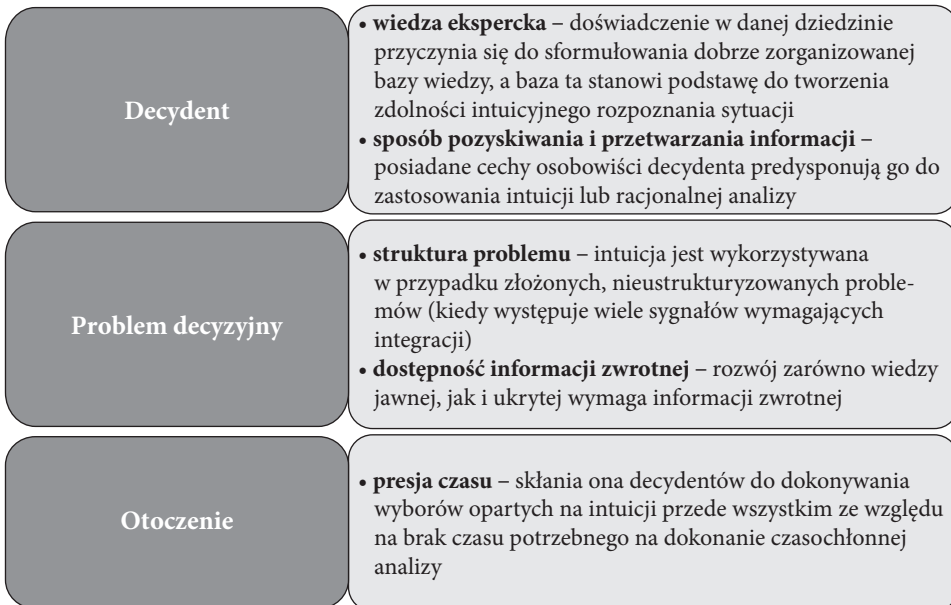 Decydent
• wiedza ekspercka – doświadczenie w danej dziedzinie
przyczynia się do sformułowania dobrze zorganizowanej
bazy wiedzy, a baza ta stanowi podstawę do tworzenia
zdolności intuicyjnego rozpoznania sytuacji
• sposób pozyskiwania i przetwarzania informacji –
posiadane cechy osobowiści decydenta predysponują go do
zastosowania intuicji lub racjonalnej analizy
Problem decyzyjny
• struktura problemu – intuicja jest wykorzystywana
w przypadku złożonych, nieustrukturyzowanych proble-
mów (kiedy występuje wiele sygnałów wymagających
integracji)
• dostępność informacji zwrotnej – rozwój zarówno wiedzy
jawnej, jak i ukrytej wymaga informacji zwrotnej
Otoczenie
• presja czasu – skłania ona decydentów do dokonywania
wyborów opartych na intuicji przede wszystkim ze względu
na brak czasu potrzebnego na dokonanie czasochłonnej
analizy